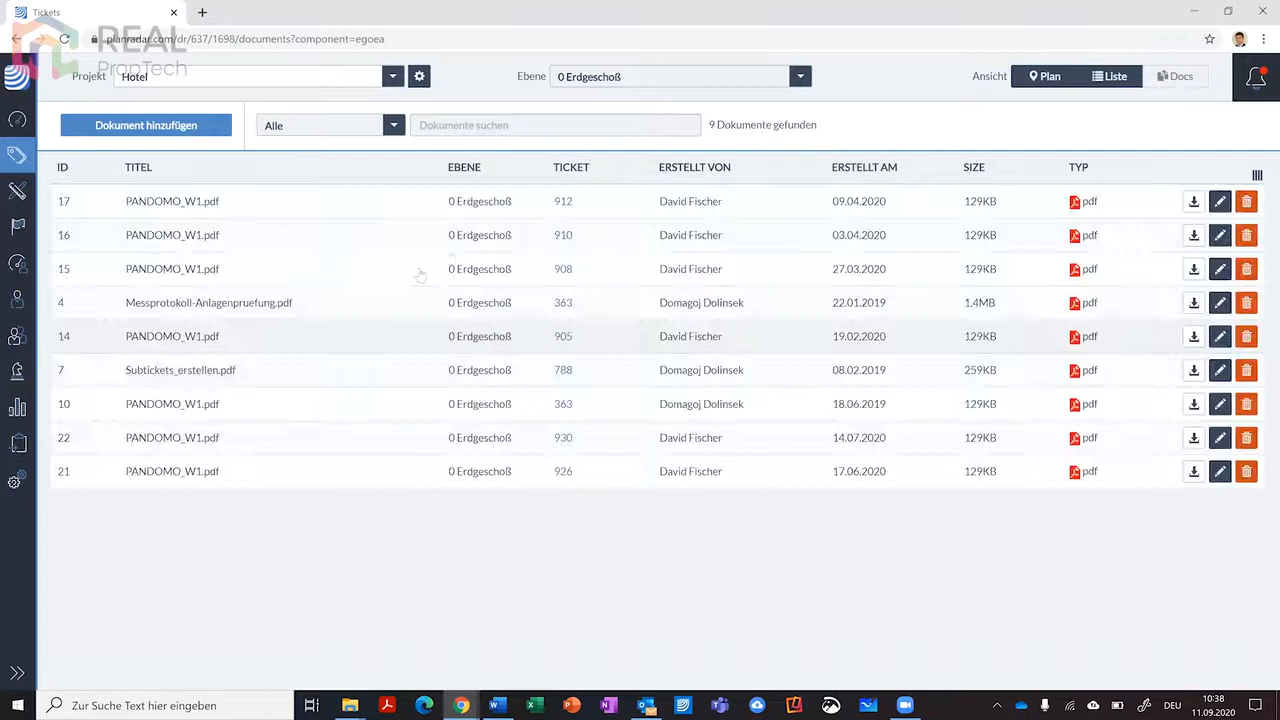 Tickets
planradar.com/dr/637/1698/documents?component=egoea
REAL
PropTech
Projekt Hotel Ebene 0 Erdgeschoß Ansicht Plan Liste Docs
Dokument hinzufügen Alle Dokumente suchen 9 Dokumente gefunden
ID TITEL EBENE TICKET ERSTELLT VON ERSTELLT AM SIZE TYP
17 PANDOMO_W1.pdf 0 Erdgeschoß 912 David Fischer 09.04.2020 129KB pdf
16 PANDOMO_W1.pdf 0 Erdgeschoß 910 David Fischer 03.04.2020 129KB pdf
15 PANDOMO_W1.pdf 0 Erdgeschoß 908 David Fischer 27.03.2020 129KB pdf
4 Messprotokoll-Anlagenpruefung.pdf 0 Erdgeschoß 363 Domagoj Dolinsek 22.01.2019 1.4MB pdf
14 PANDOMO_W1.pdf 0 Erdgeschoß 905 David Fischer 19.02.2020 129KB pdf
7 Subtickets_erstellen.pdf 0 Erdgeschoß 788 Domagoj Dolinsek 08.02.2019 259KB pdf
10 PANDOMO_W1.pdf 0 Erdgeschoß 363 Domagoj Dolinsek 18.06.2019 129KB pdf
22 PANDOMO_W1.pdf 0 Erdgeschoß 930 David Fischer 14.07.2020 129KB pdf
21 PANDOMO_W1.pdf 0 Erdgeschoß 926 David Fischer 17.06.2020 129KB pdf
Zur Suche Text hier eingeben DEU 10:38
11.09.2020